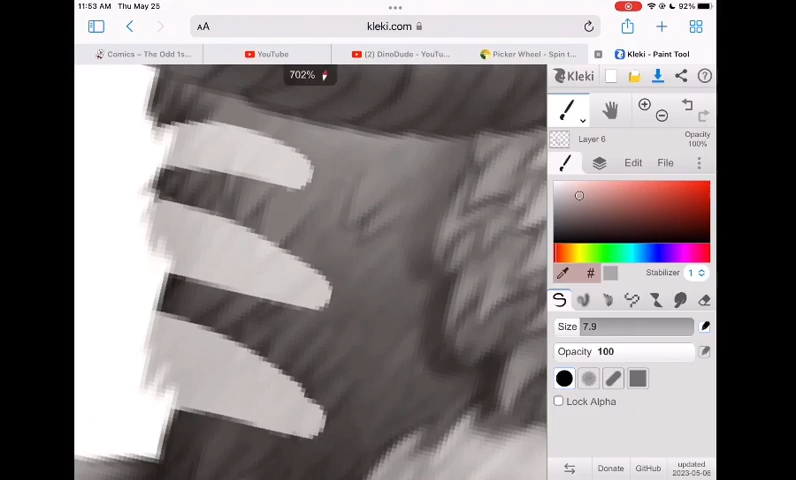 11:53 AM Thu May 25
92%
AA
kleki.com
Comics – The Odd 1s...
YouTube
(2) DinoDude - YouTu...
Picker Wheel - Spin t...
Kleki - Paint Tool
702%
Kleki
?
Layer 6
Opacity
100%
Edit
File
#
Stabilizer 1
Size 7.9
Opacity 100
Lock Alpha
Donate
GitHub
updated
2023-05-06